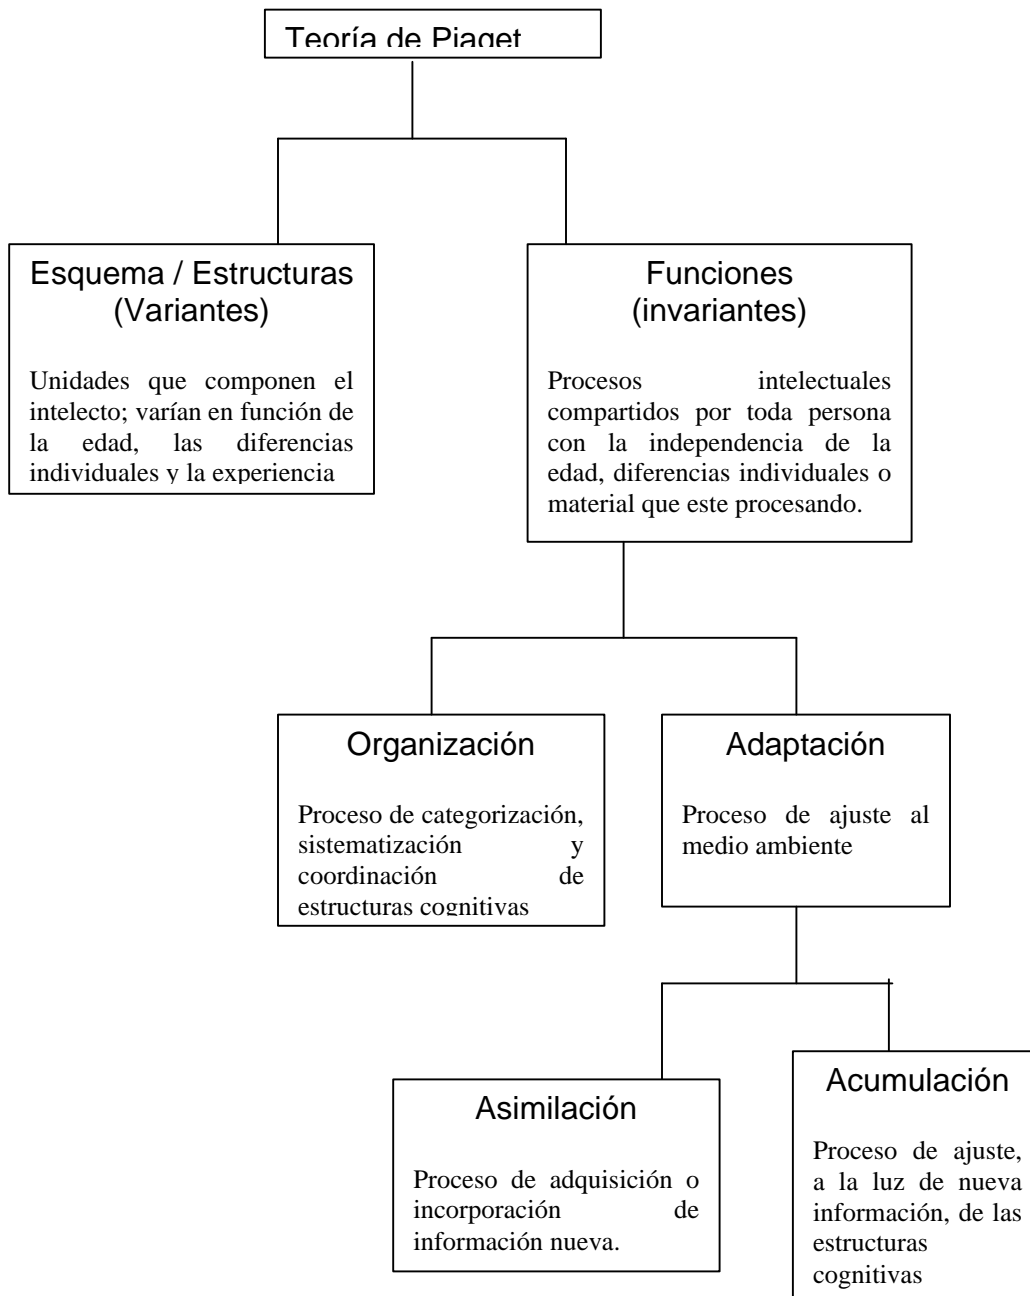 Teoría de Piaget
Esquema / Estructuras
(Variantes)
Unidades que componen el
intelecto; varían en función de
la edad, las diferencias
individuales y la experiencia
Funciones
(invariantes)
Procesos intelectuales
compartidos por toda persona
con la independencia de la
edad, diferencias individuales o
material que este procesando.
Organización
Proceso de categorización,
sistematización y
coordinación de
estructuras cognitivas
Adaptación
Proceso de ajuste al
medio ambiente
Asimilación
Proceso de adquisición o
incorporación de
información nueva.
Acumulación
Proceso de ajuste,
a la luz de nueva
información, de las
estructuras
cognitivas